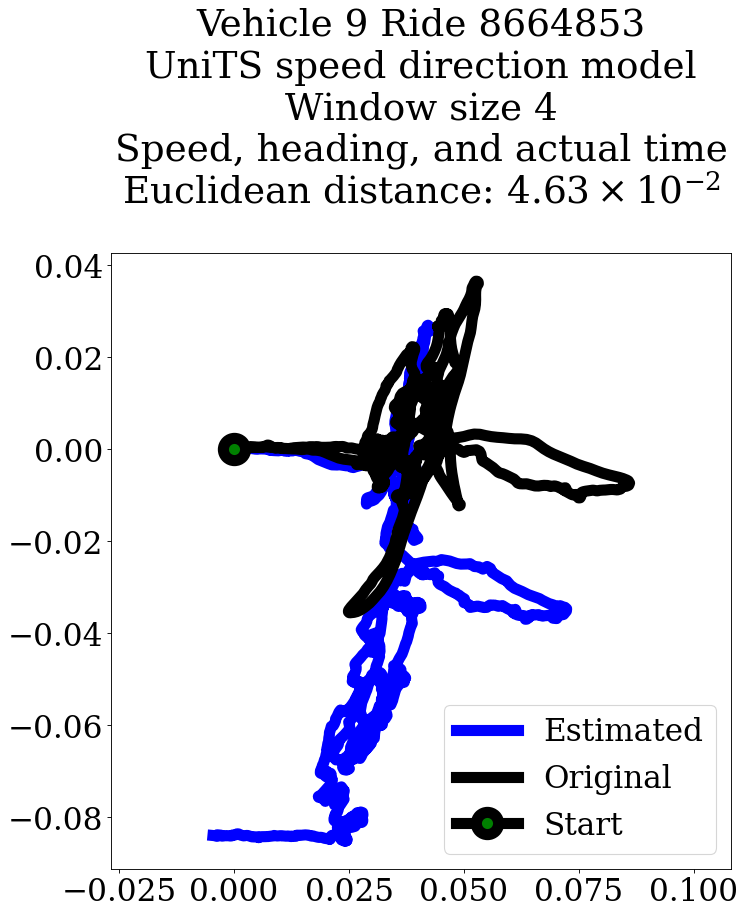 Vehicle 9 Ride 8664853
UniTS speed direction model
Window size 4
Speed, heading, and actual time
Euclidean distance: 4.63 × 10⁻²
0.04
0.02
0.00
−0.02
−0.04
−0.06
−0.08
Estimated
Original
Start
−0.025 0.000 0.025 0.050 0.075 0.100